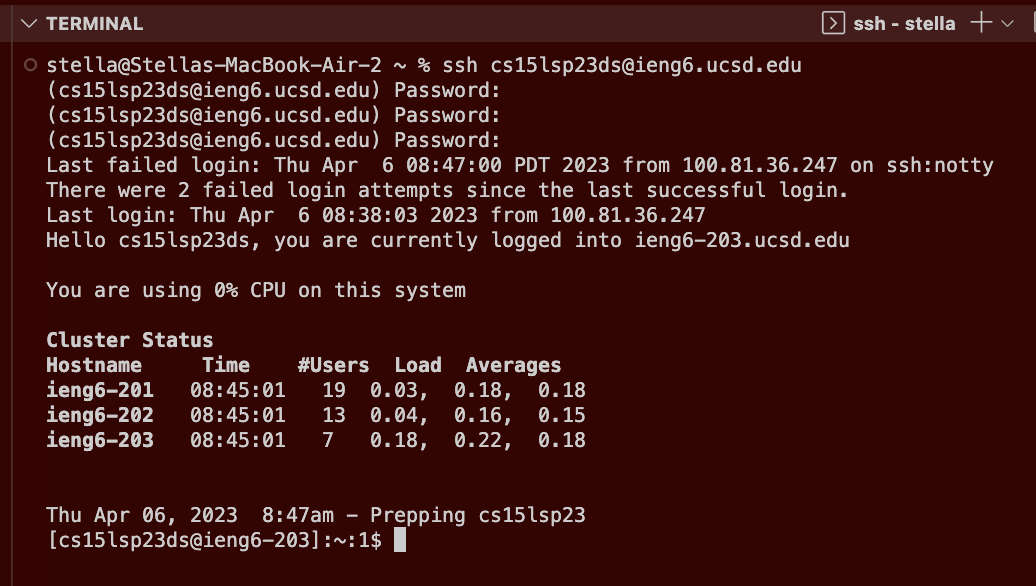 TERMINAL
ssh - stella
stella@Stellas-MacBook-Air-2 ~ % ssh cs15lsp23ds@ieng6.ucsd.edu
(cs15lsp23ds@ieng6.ucsd.edu) Password:
(cs15lsp23ds@ieng6.ucsd.edu) Password:
(cs15lsp23ds@ieng6.ucsd.edu) Password:
Last failed login: Thu Apr  6 08:47:00 PDT 2023 from 100.81.36.247 on ssh:notty
There were 2 failed login attempts since the last successful login.
Last login: Thu Apr  6 08:38:03 2023 from 100.81.36.247
Hello cs15lsp23ds, you are currently logged into ieng6-203.ucsd.edu
You are using 0% CPU on this system
Cluster Status
Hostname     Time    #Users  Load  Averages
ieng6-201   08:45:01   19  0.03,  0.18,  0.18
ieng6-202   08:45:01   13  0.04,  0.16,  0.15
ieng6-203   08:45:01   7   0.18,  0.22,  0.18
Thu Apr 06, 2023  8:47am - Prepping cs15lsp23
[cs15lsp23ds@ieng6-203]:~:1$